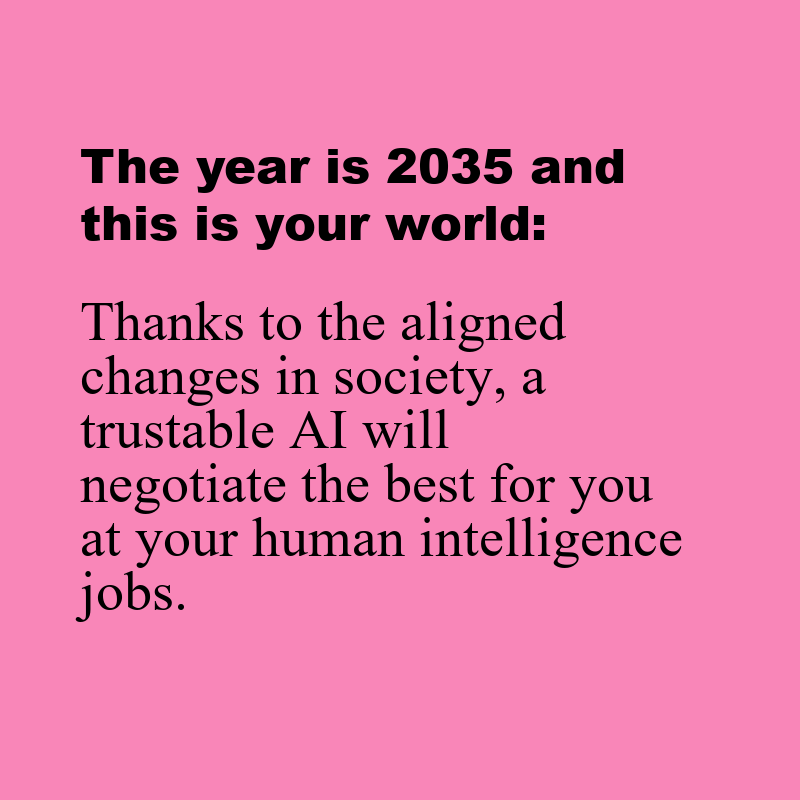 The year is 2035 and
this is your world:
Thanks to the aligned
changes in society, a
trustable AI will
negotiate the best for you
at your human intelligence
jobs.